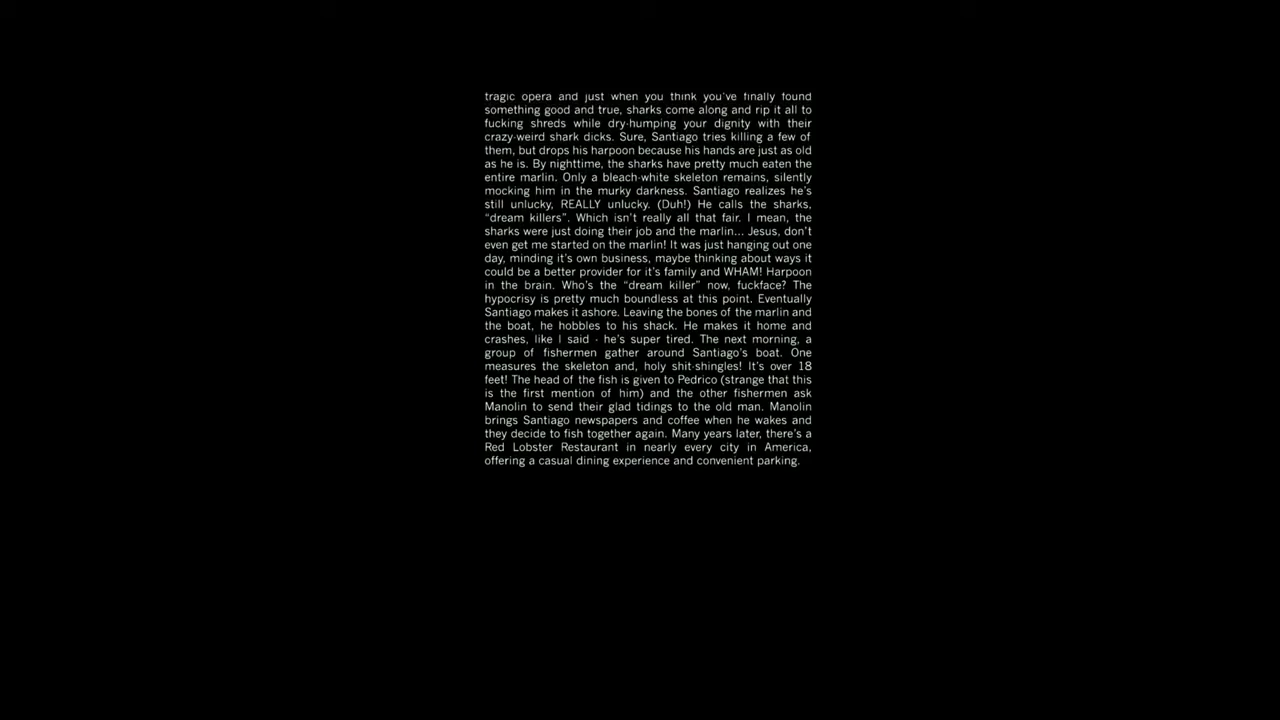 tragic opera and just when you think you've finally found
something good and true, sharks come along and rip it all to
fucking shreds while dry-humping your dignity with their
crazy-weird shark dicks. Sure, Santiago tries killing a few of
them, but drops his harpoon because his hands are just as old
as he is. By nighttime, the sharks have pretty much eaten the
entire marlin. Only a bleach-white skeleton remains, silently
mocking him in the murky darkness. Santiago realizes he's
still unlucky, REALLY unlucky. (Duh!) He calls the sharks,
“dream killers”. Which isn't really all that fair. I mean, the
sharks were just doing their job and the marlin... Jesus, don't
even get me started on the marlin! It was just hanging out one
day, minding it's own business, maybe thinking about ways it
could be a better provider for it's family and WHAM! Harpoon
in the brain. Who's the “dream killer” now, fuckface? The
hypocrisy is pretty much boundless at this point. Eventually
Santiago makes it ashore. Leaving the bones of the marlin and
the boat, he hobbles to his shack. He makes it home and
crashes, like I said - he's super tired. The next morning, a
group of fishermen gather around Santiago's boat. One
measures the skeleton and, holy shit-shingles! It's over 18
feet! The head of the fish is given to Pedrico (strange that this
is the first mention of him) and the other fishermen ask
Manolin to send their glad tidings to the old man. Manolin
brings Santiago newspapers and coffee when he wakes and
they decide to fish together again. Many years later, there's a
Red Lobster Restaurant in nearly every city in America,
offering a casual dining experience and convenient parking.